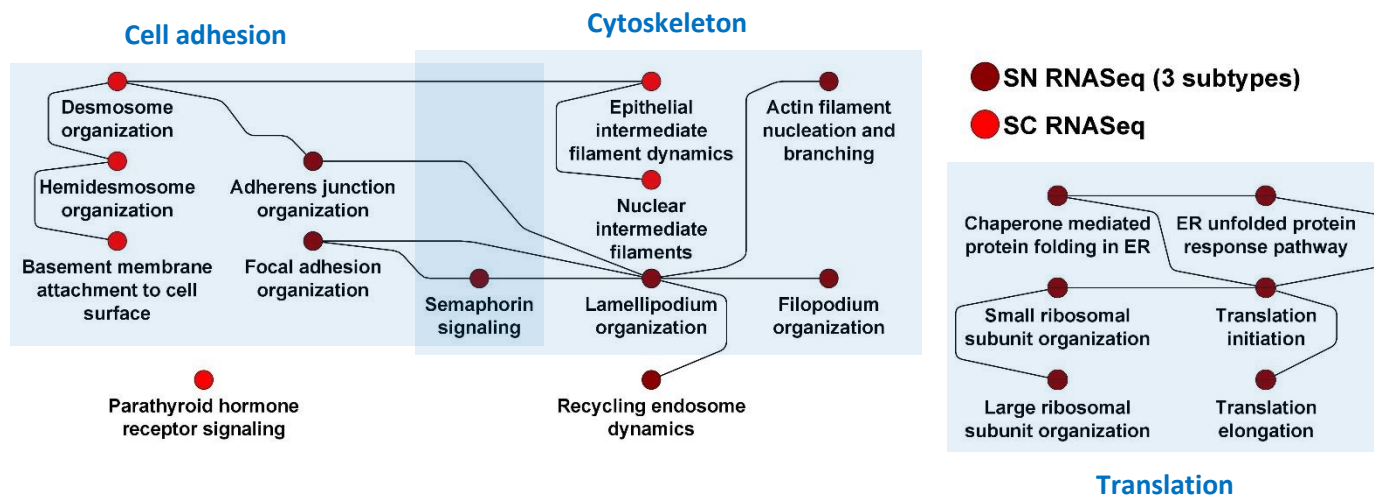 Cell adhesion
Cytoskeleton
Desmosome
organization
Epithelial
intermediate
filament dynamics
Actin filament
nucleation and
branching
SN RNASeq (3 subtypes)
SC RNASeq
Hemidesmosome
organization
Adherens junction
organization
Nuclear
intermediate
filaments
Chaperone mediated
protein folding in ER
ER unfolded protein
response pathway
Basement membrane
attachment to cell
surface
Focal adhesion
organization
Semaphorin
signaling
Lamellipodium
organization
Filopodium
organization
Small ribosomal
subunit organization
Translation
initiation
Parathyroid hormone
receptor signaling
Recycling endosome
dynamics
Large ribosomal
subunit organization
Translation
elongation
Translation